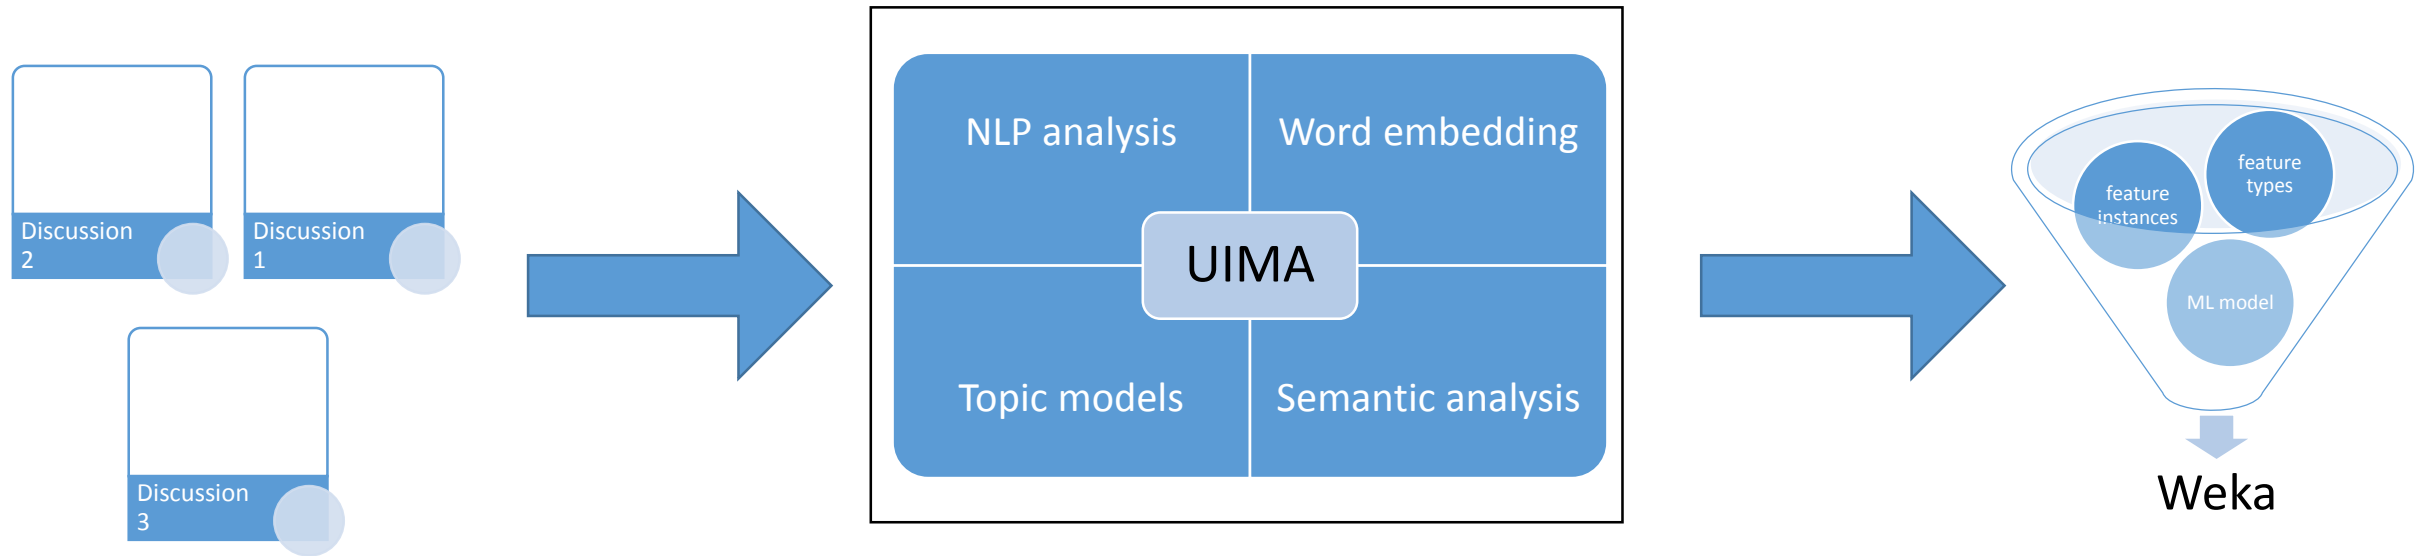 Discussion
2
Discussion
1
Discussion
3
NLP analysis
Word embedding
UIMA
Topic models
Semantic analysis
feature
instances
feature
types
ML model
Weka